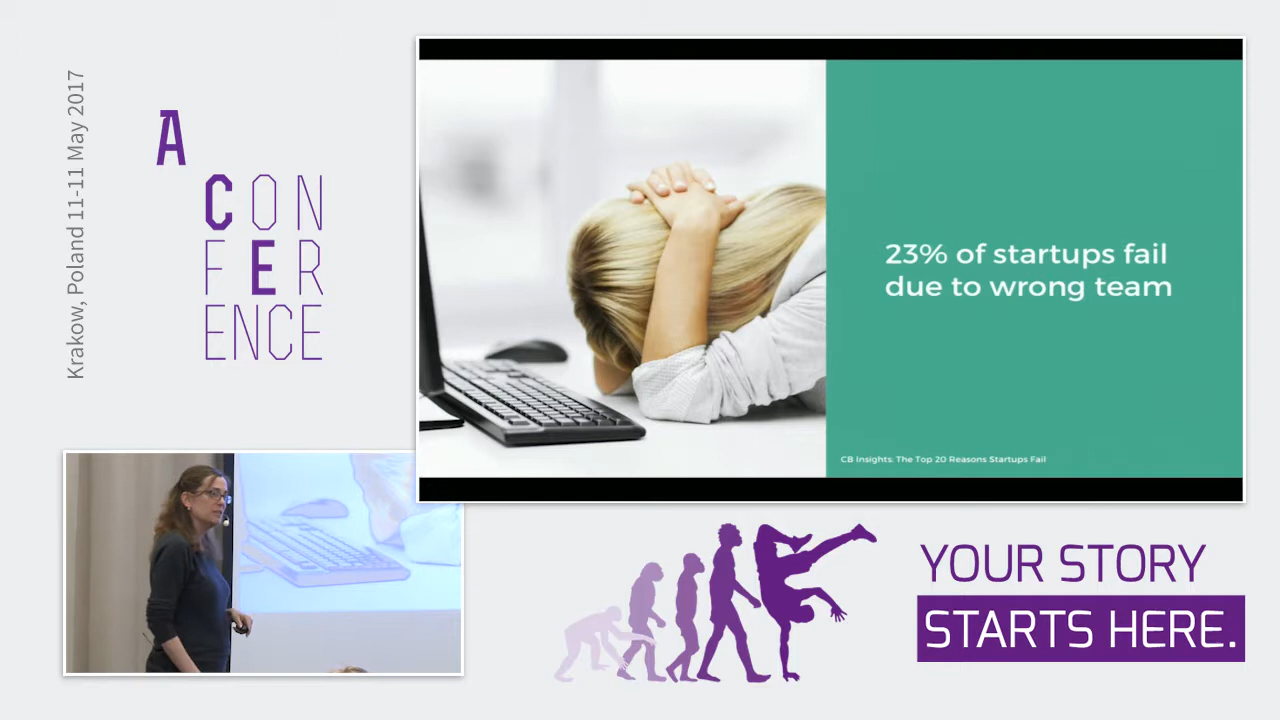 Krakow, Poland 11-11 May 2017
A
CON
FER
ENCE
23% of startups fail
due to wrong team
CB Insights: The Top 20 Reasons Startups Fail
YOUR STORY
STARTS HERE.